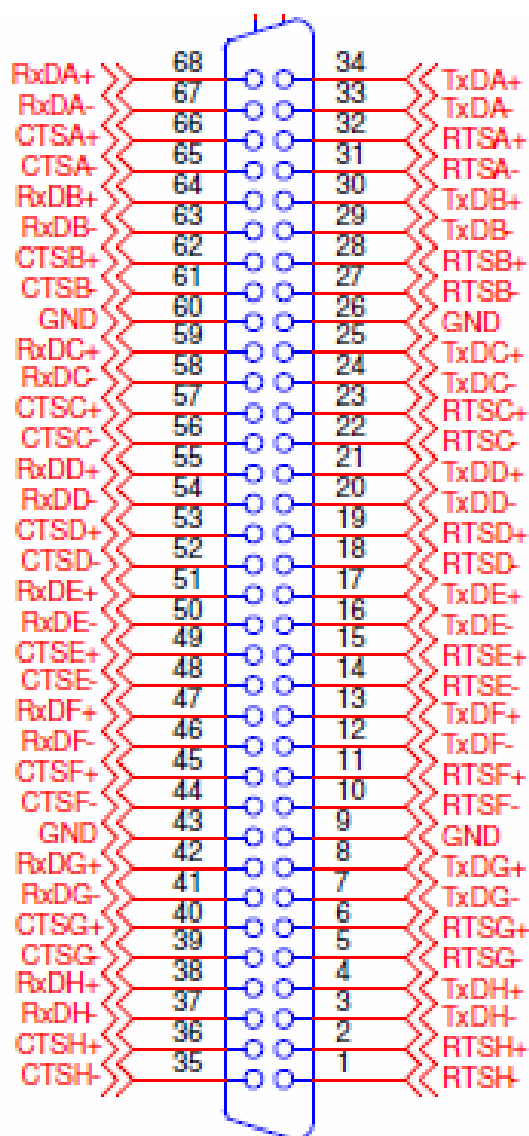 RxDA+ 68 34 TxDA+
RxDA- 67 33 TxDA-
CTSA+ 66 32 RTSA+
CTSA- 65 31 RTSA-
RxDB+ 64 30 TxDB+
RxDB- 63 29 TxDB-
CTSB+ 62 28 RTSB+
CTSB- 61 27 RTSB-
GND 60 26 GND
RxDC+ 59 25 TxDC+
RxDC- 58 24 TxDC-
CTSC+ 57 23 RTSC+
CTSC- 56 22 RTSC-
RxDD+ 55 21 TxDD+
RxDD- 54 20 TxDD-
CTSD+ 53 19 RTSD+
CTSD- 52 18 RTSD-
RxDE+ 51 17 TxDE+
RxDE- 50 16 TxDE-
CTSE+ 49 15 RTSE+
CTSE- 48 14 RTSE-
RxDF+ 47 13 TxDF+
RxDF- 46 12 TxDF-
CTSF+ 45 11 RTSF+
CTSF- 44 10 RTSF-
GND 43 9 GND
RxDG+ 42 8 TxDG+
RxDG- 41 7 TxDG-
CTSG+ 40 6 RTSG+
CTSG- 39 5 RTSG-
RxDH+ 38 4 TxDH+
RxDH- 37 3 TxDH-
CTSH+ 36 2 RTSH+
CTSH- 35 1 RTSH-